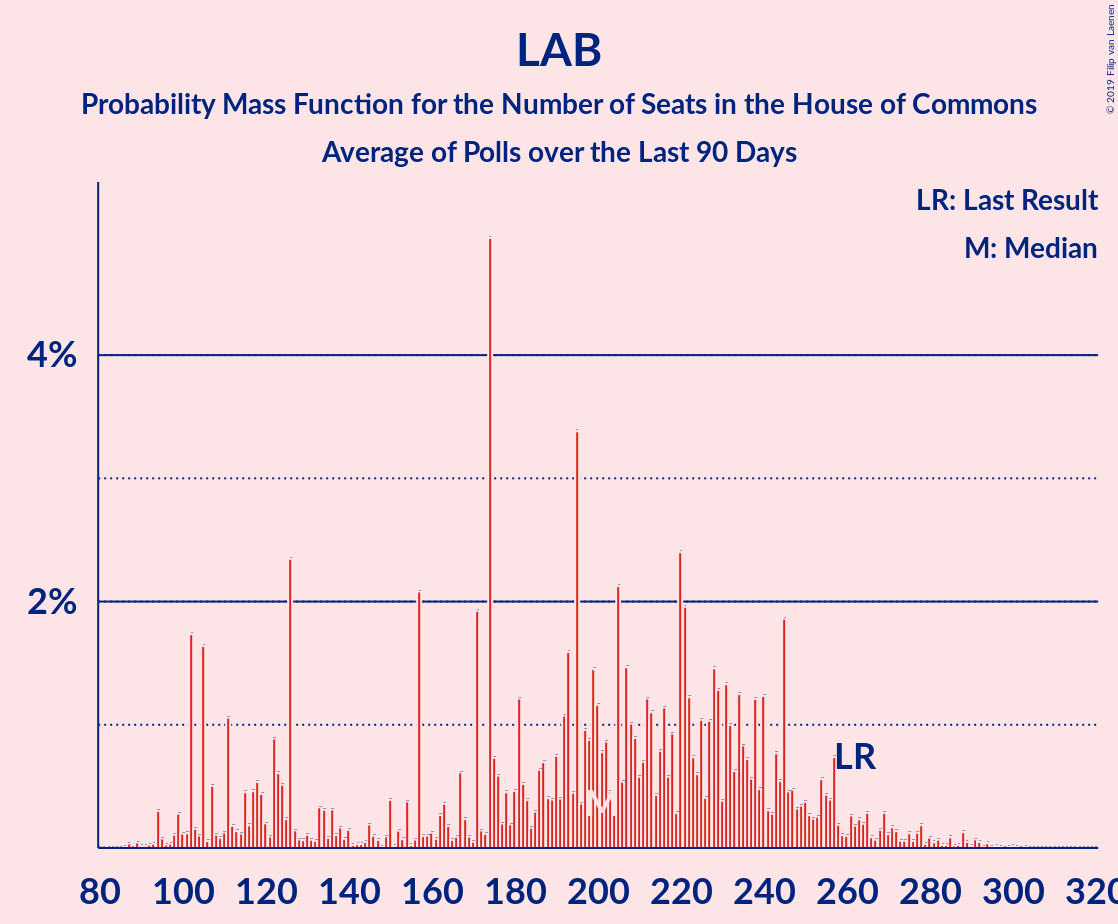 LAB
Probability Mass Function for the Number of Seats in the House of Commons
Average of Polls over the Last 90 Days
© 2019 Filip van Laenen
LR: Last Result
M: Median
4%
2%
LR
M
80 100 120 140 160 180 200 220 240 260 280 300 320